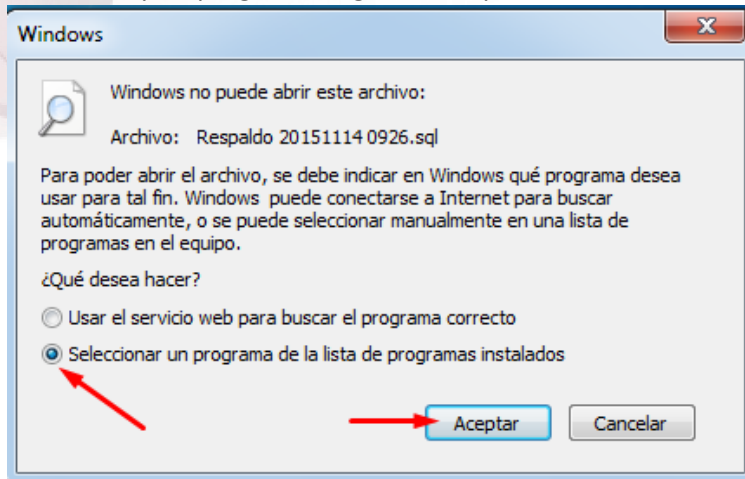 Windows
Windows no puede abrir este archivo:
Archivo: Respaldo 20151114 0926.sql
Para poder abrir el archivo, se debe indicar en Windows qué programa desea
usar para tal fin. Windows puede conectarse a Internet para buscar
automáticamente, o se puede seleccionar manualmente en una lista de
programas en el equipo.
¿Qué desea hacer?
Usar el servicio web para buscar el programa correcto
Seleccionar un programa de la lista de programas instalados
Aceptar Cancelar